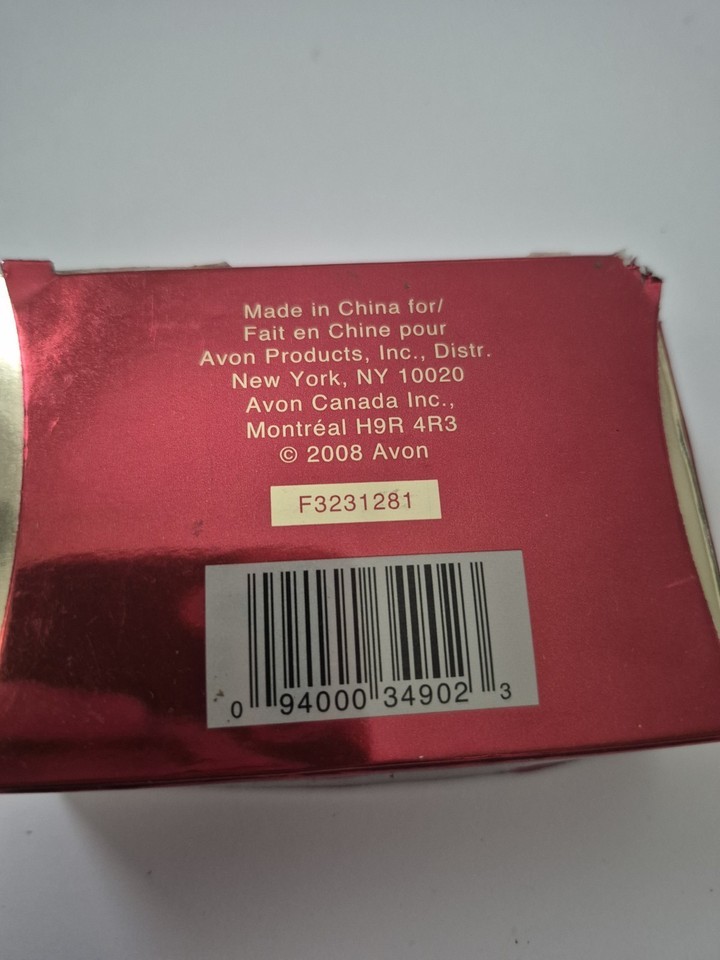 Made in China for/
Fait en Chine pour
Avon Products, Inc., Distr.
New York, NY 10020
Avon Canada Inc.,
Montréal H9R 4R3
© 2008 Avon
F3231281
0 94000 34902 3